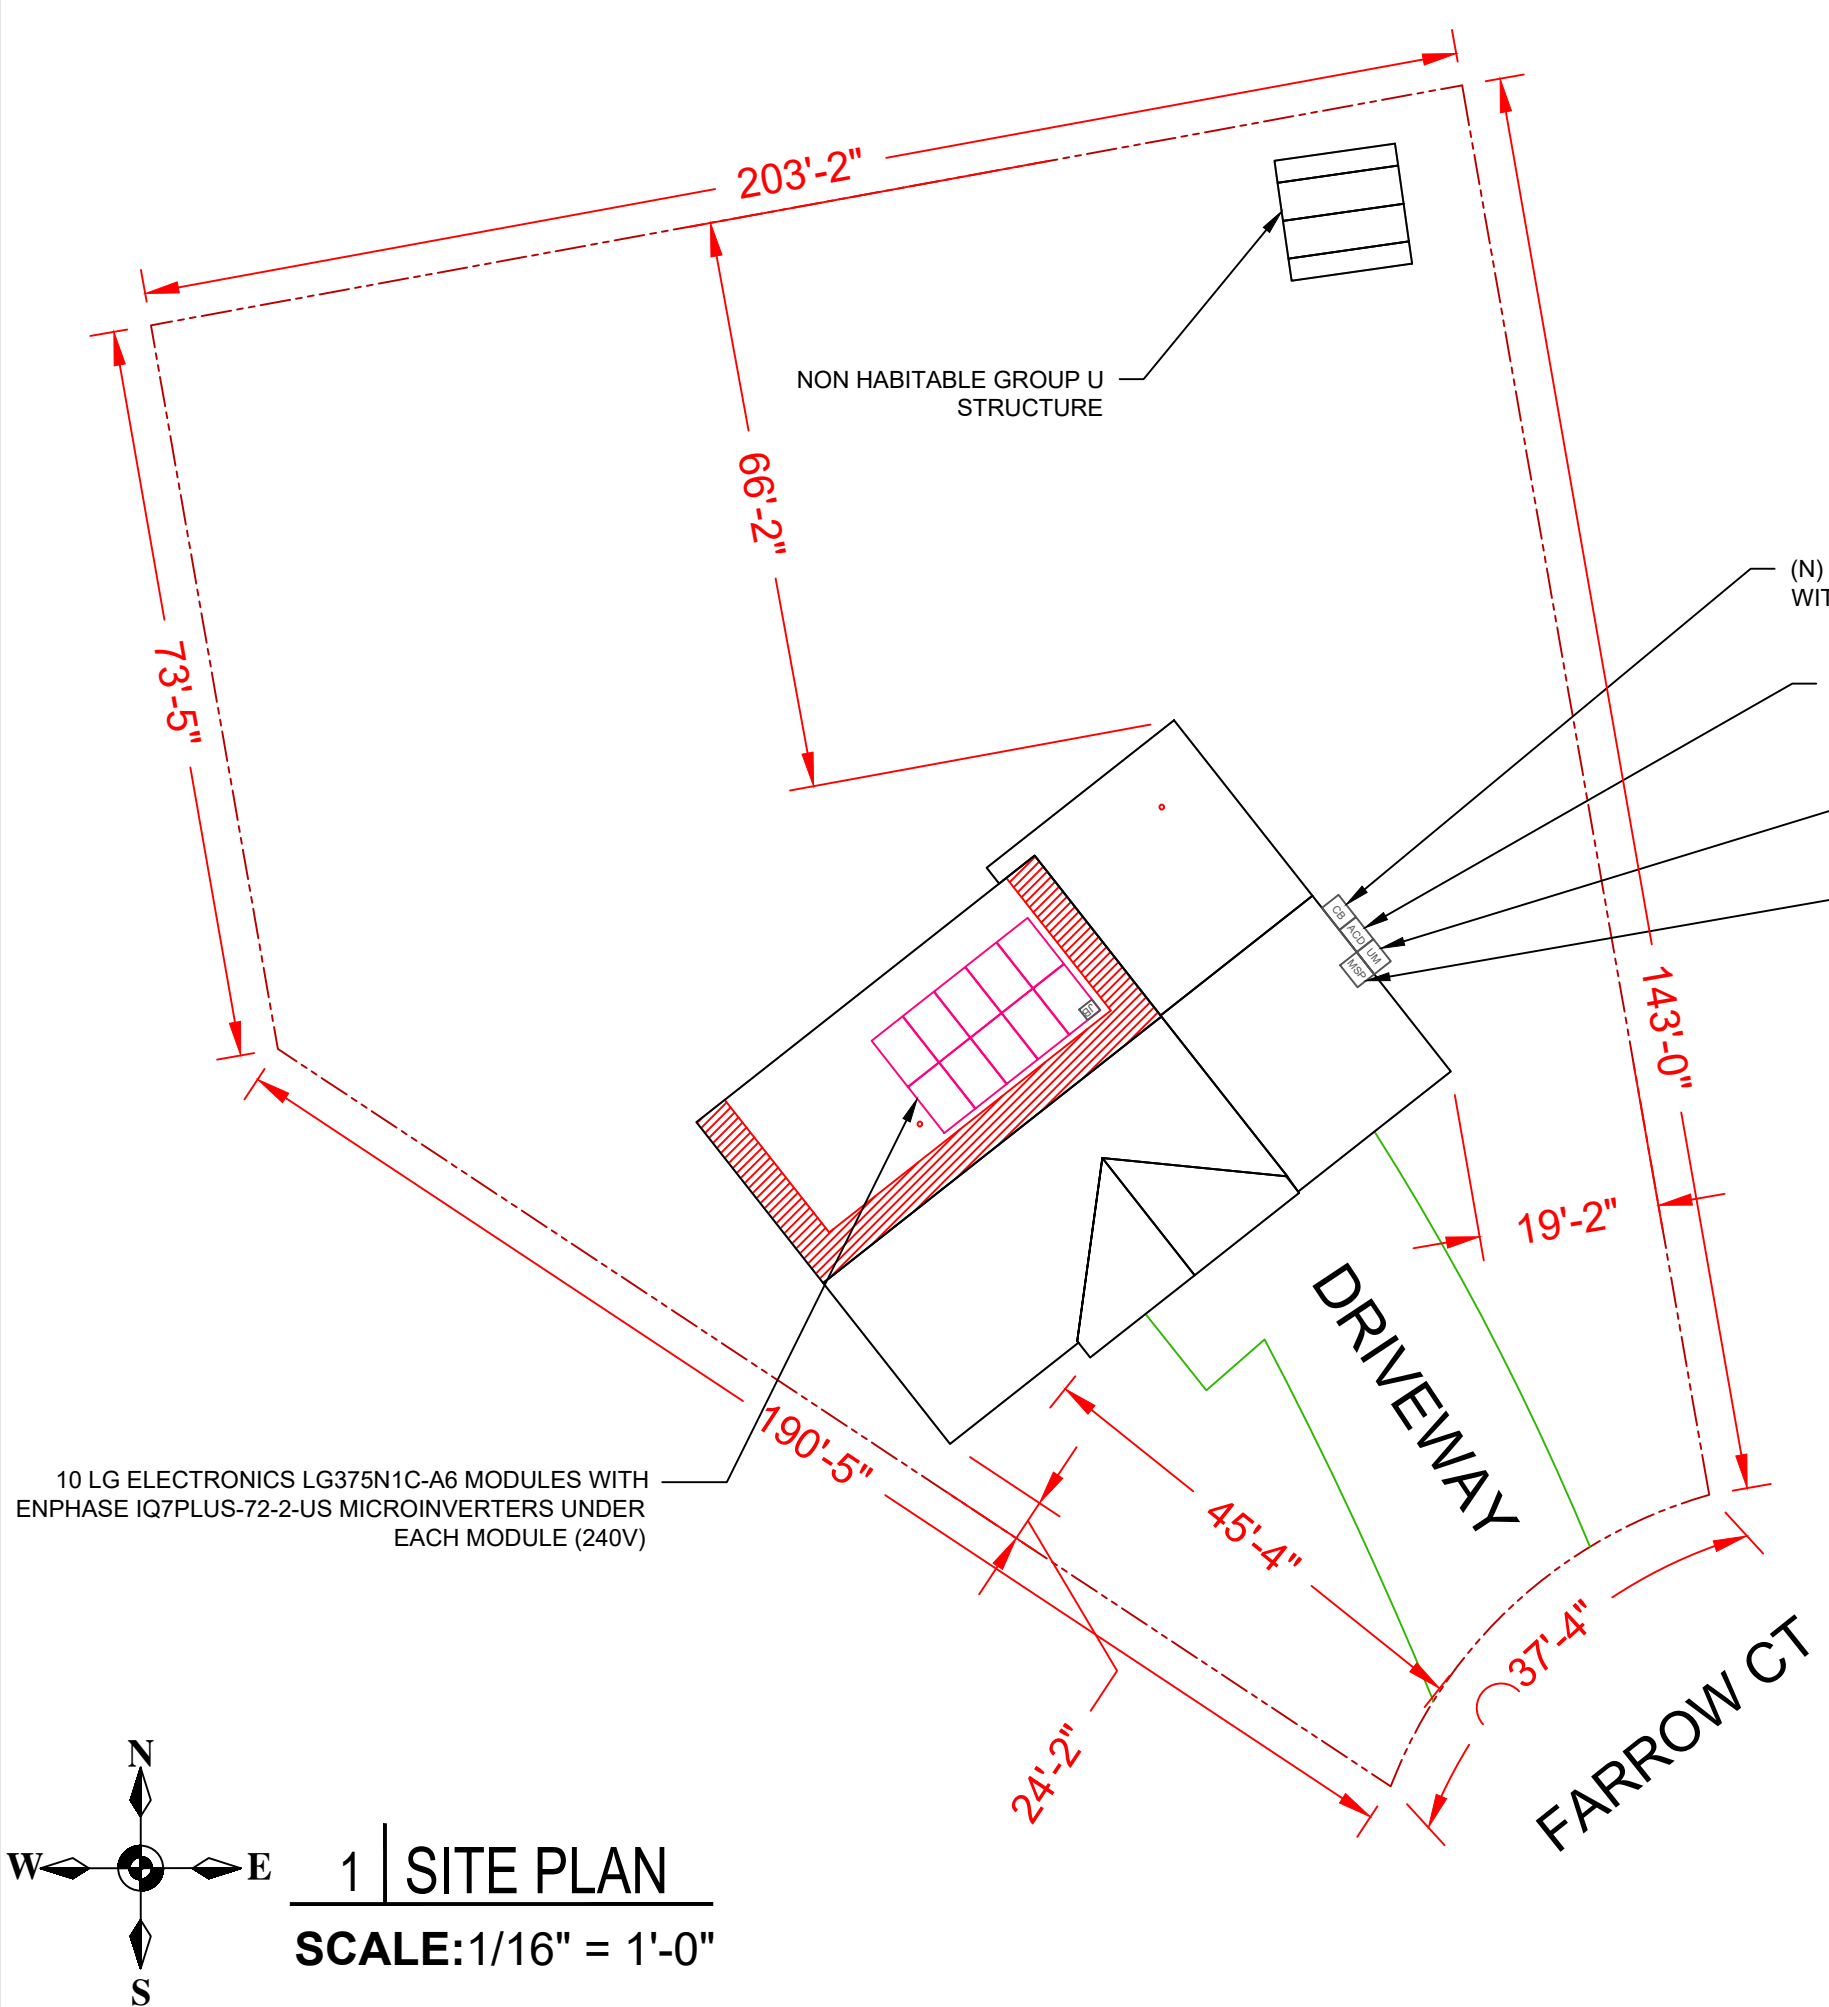 203'-2"
NON HABITABLE GROUP U
STRUCTURE
66'-2"
73'-5"
(N)
CB
ACD
UM
MSP
JB
143'-0"
19'-2"
DRIVEWAY
190'-5"
10 LG ELECTRONICS LG375N1C-A6 MODULES WITH
ENPHASE IQ7PLUS-72-2-US MICROINVERTERS UNDER
EACH MODULE (240V)
45'-4"
37'-4"
24'-2"
FARROW CT
N
W
E
S
1 SITE PLAN
SCALE:1/16" = 1'-0"